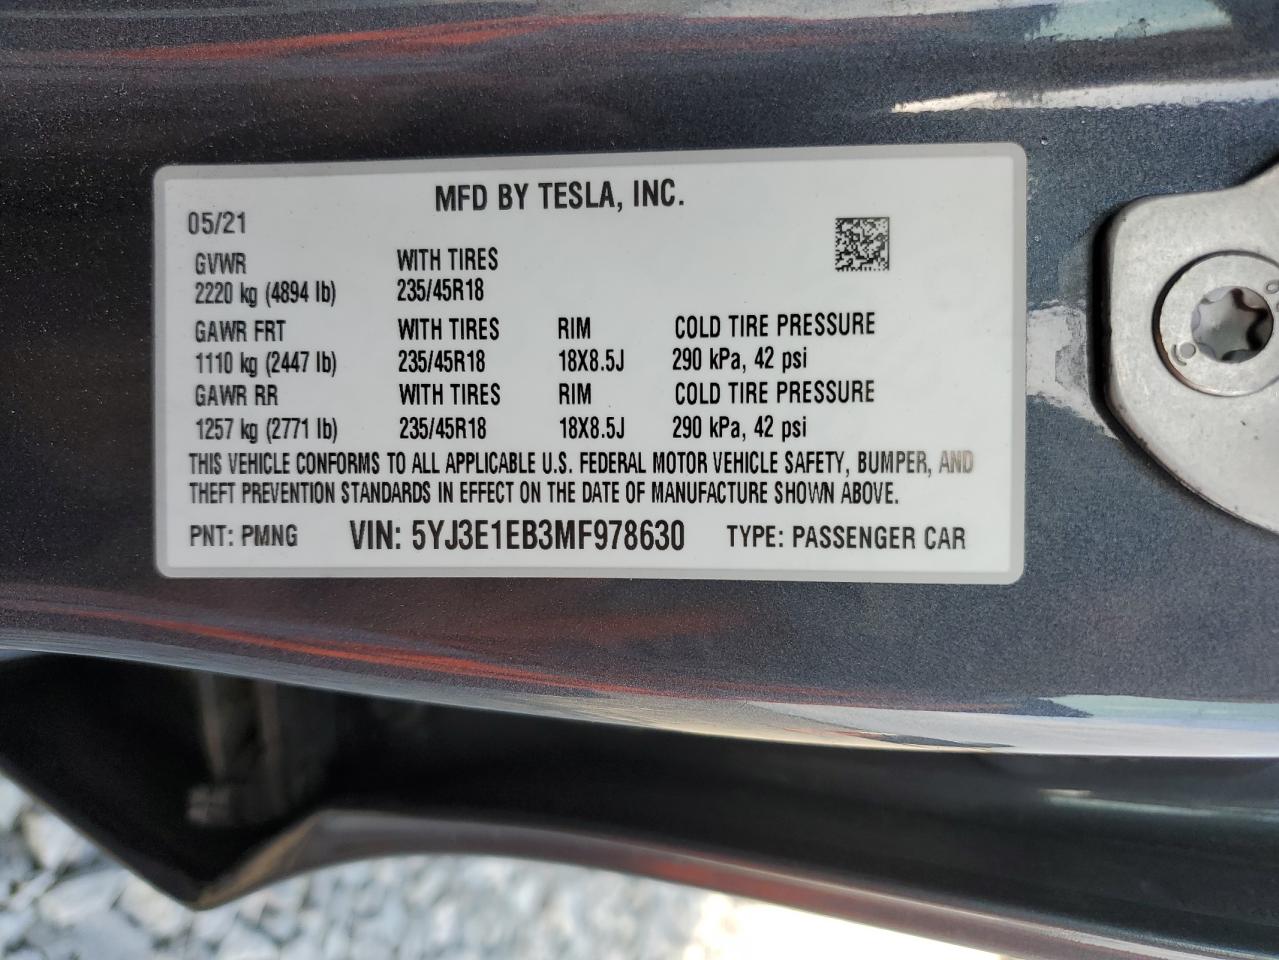 MFD BY TESLA, INC.
05/21
GVWR WITH TIRES
2220 kg (4894 lb) 235/45R18
GAWR FRT WITH TIRES RIM COLD TIRE PRESSURE
1110 kg (2447 lb) 235/45R18 18X8.5J 290 kPa, 42 psi
GAWR RR WITH TIRES RIM COLD TIRE PRESSURE
1257 kg (2771 lb) 235/45R18 18X8.5J 290 kPa, 42 psi
THIS VEHICLE CONFORMS TO ALL APPLICABLE U.S. FEDERAL MOTOR VEHICLE SAFETY, BUMPER, AND
THEFT PREVENTION STANDARDS IN EFFECT ON THE DATE OF MANUFACTURE SHOWN ABOVE.
PNT: PMNG VIN: 5YJ3E1EB3MF978630 TYPE: PASSENGER CAR